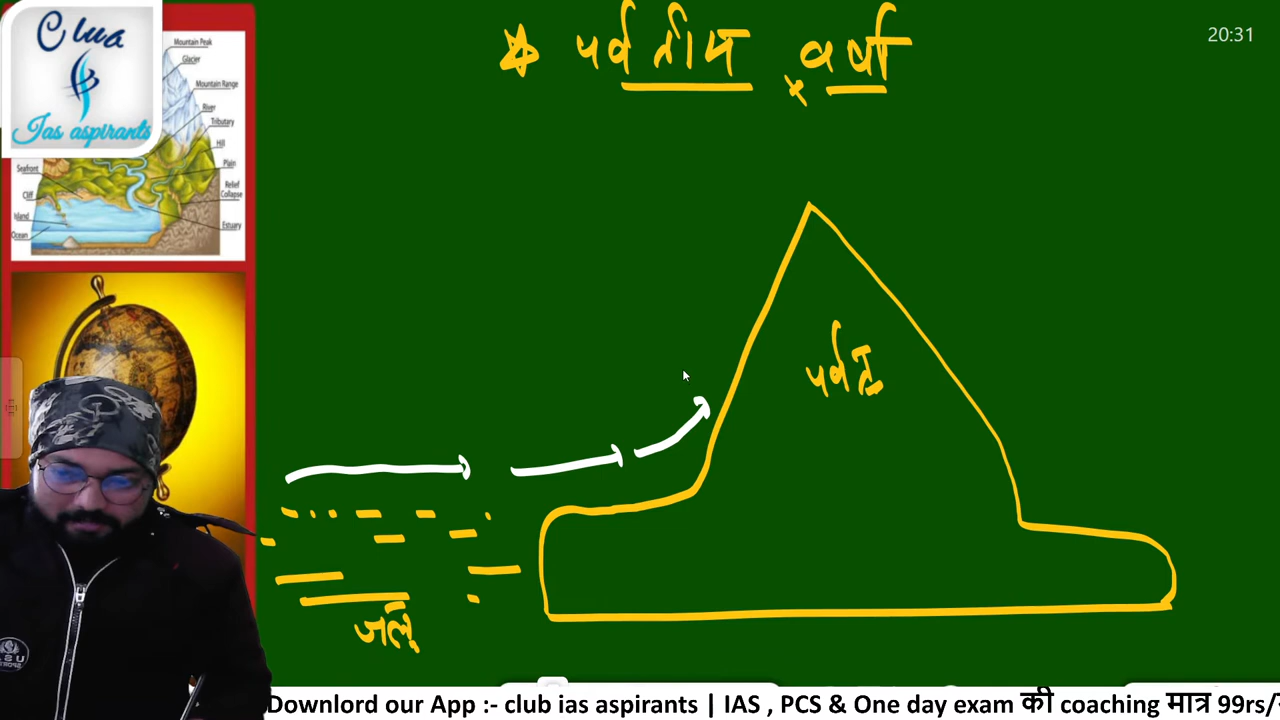 Clua
Ias aspirants
Mountain Peak
Glacier
Mountain Range
River
Tributary
Hill
Plain
Relief
Collapse
Estuary
Seafront
Cliff
Island
Ocean
* पर्वतीय वर्षा
20:31
पर्वत
जल
Downlord our App :- club ias aspirants | IAS , PCS & One day exam की coaching मात्र 99rs/